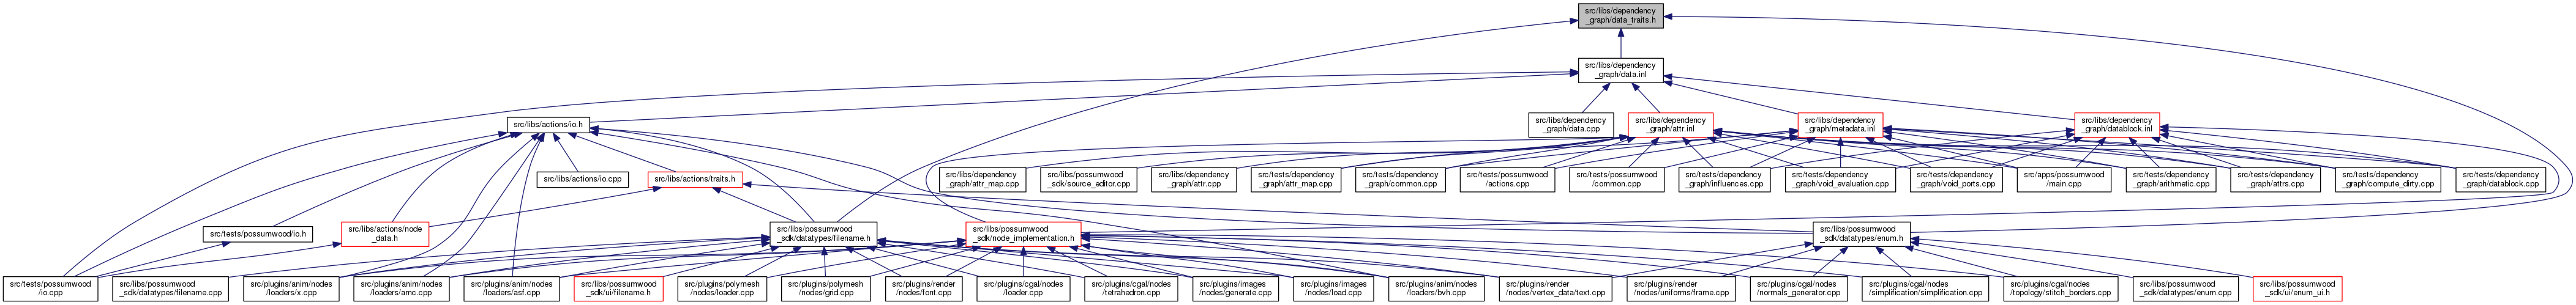 src/libs/dependency
_graph/data_traits.h
src/libs/dependency
_graph/data.inl
src/libs/actions/io.h
src/libs/dependency
_graph/data.cpp
src/libs/dependency
_graph/attr.inl
src/libs/dependency
_graph/metadata.inl
src/libs/dependency
_graph/datablock.inl
src/libs/actions/io.cpp
src/libs/actions/traits.h
src/libs/dependency
_graph/attr_map.cpp
src/libs/possumwood
_sdk/source_editor.cpp
src/libs/dependency
_graph/attr.cpp
src/tests/dependency
_graph/attr_map.cpp
src/tests/dependency
_graph/common.cpp
src/tests/possumwood
/actions.cpp
src/tests/possumwood
/common.cpp
src/tests/dependency
_graph/influences.cpp
src/tests/dependency
_graph/void_evaluation.cpp
src/tests/dependency
_graph/void_ports.cpp
src/apps/possumwood
/main.cpp
src/tests/dependency
_graph/arithmetic.cpp
src/tests/dependency
_graph/attrs.cpp
src/tests/dependency
_graph/compute_dirty.cpp
src/tests/dependency
_graph/datablock.cpp
src/tests/possumwood/io.h
src/libs/actions/node
_data.h
src/libs/possumwood
_sdk/datatypes/filename.h
src/libs/possumwood
_sdk/node_implementation.h
src/libs/possumwood
_sdk/datatypes/enum.h
src/tests/possumwood
/io.cpp
src/libs/possumwood
_sdk/datatypes/filename.cpp
src/plugins/anim/nodes
/loaders/x.cpp
src/plugins/anim/nodes
/loaders/amc.cpp
src/plugins/anim/nodes
/loaders/asf.cpp
src/libs/possumwood
_sdk/ui/filename.h
src/plugins/polymesh
/nodes/loader.cpp
src/plugins/polymesh
/nodes/grid.cpp
src/plugins/render
/nodes/font.cpp
src/plugins/cgal/nodes
/loader.cpp
src/plugins/cgal/nodes
/tetrahedron.cpp
src/plugins/images
/nodes/generate.cpp
src/plugins/images
/nodes/load.cpp
src/plugins/anim/nodes
/loaders/bvh.cpp
src/plugins/render
/nodes/vertex_data/text.cpp
src/plugins/render
/nodes/uniforms/frame.cpp
src/plugins/cgal/nodes
/normals_generator.cpp
src/plugins/cgal/nodes
/simplification/simplification.cpp
src/plugins/cgal/nodes
/topology/stitch_borders.cpp
src/libs/possumwood
_sdk/datatypes/enum.cpp
src/libs/possumwood
_sdk/ui/enum_ui.h